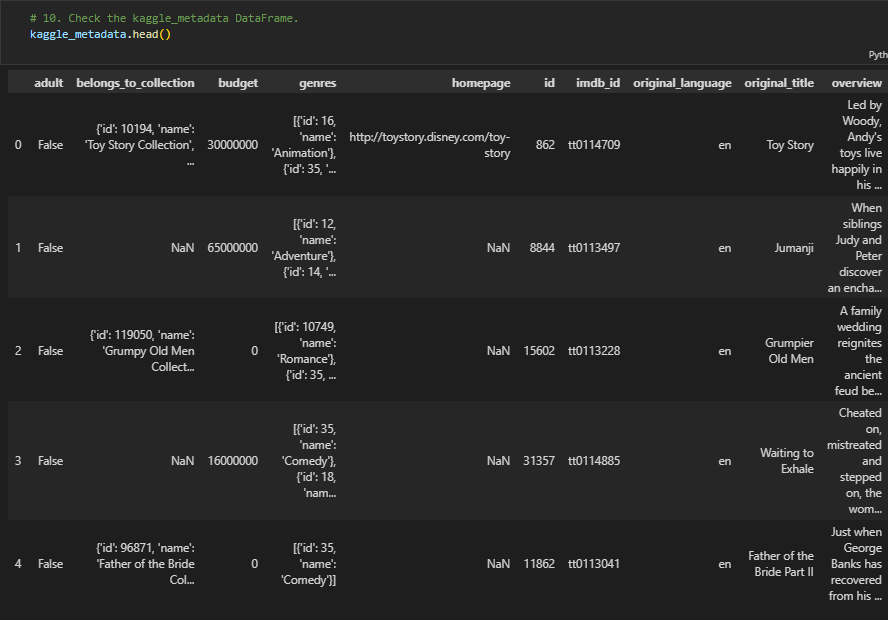 # 10. Check the kaggle_metadata DataFrame.
kaggle_metadata.head()
Pyth
adult belongs_to_collection budget genres homepage id imdb_id original_language original_title overview
0 False {'id': 10194, 'name': 'Toy Story Collection', ... 30000000 [{'id': 16, 'name': 'Animation'}, {'id': 35, '... http://toystory.disney.com/toy-story 862 tt0114709 en Toy Story Led by Woody, Andy's toys live happily in his ...
1 False NaN 65000000 [{'id': 12, 'name': 'Adventure'}, {'id': 14, '... NaN 8844 tt0113497 en Jumanji When siblings Judy and Peter discover an encha...
2 False {'id': 119050, 'name': 'Grumpy Old Men Collect... 0 [{'id': 10749, 'name': 'Romance'}, {'id': 35, ... NaN 15602 tt0113228 en Grumpier Old Men A family wedding reignites the ancient feud be...
3 False NaN 16000000 [{'id': 35, 'name': 'Comedy'}, {'id': 18, 'nam... NaN 31357 tt0114885 en Waiting to Exhale Cheated on, mistreated and stepped on, the wom...
4 False {'id': 96871, 'name': 'Father of the Bride Col... 0 [{'id': 35, 'name': 'Comedy'}] NaN 11862 tt0113041 en Father of the Bride Part II Just when George Banks has recovered from his ...